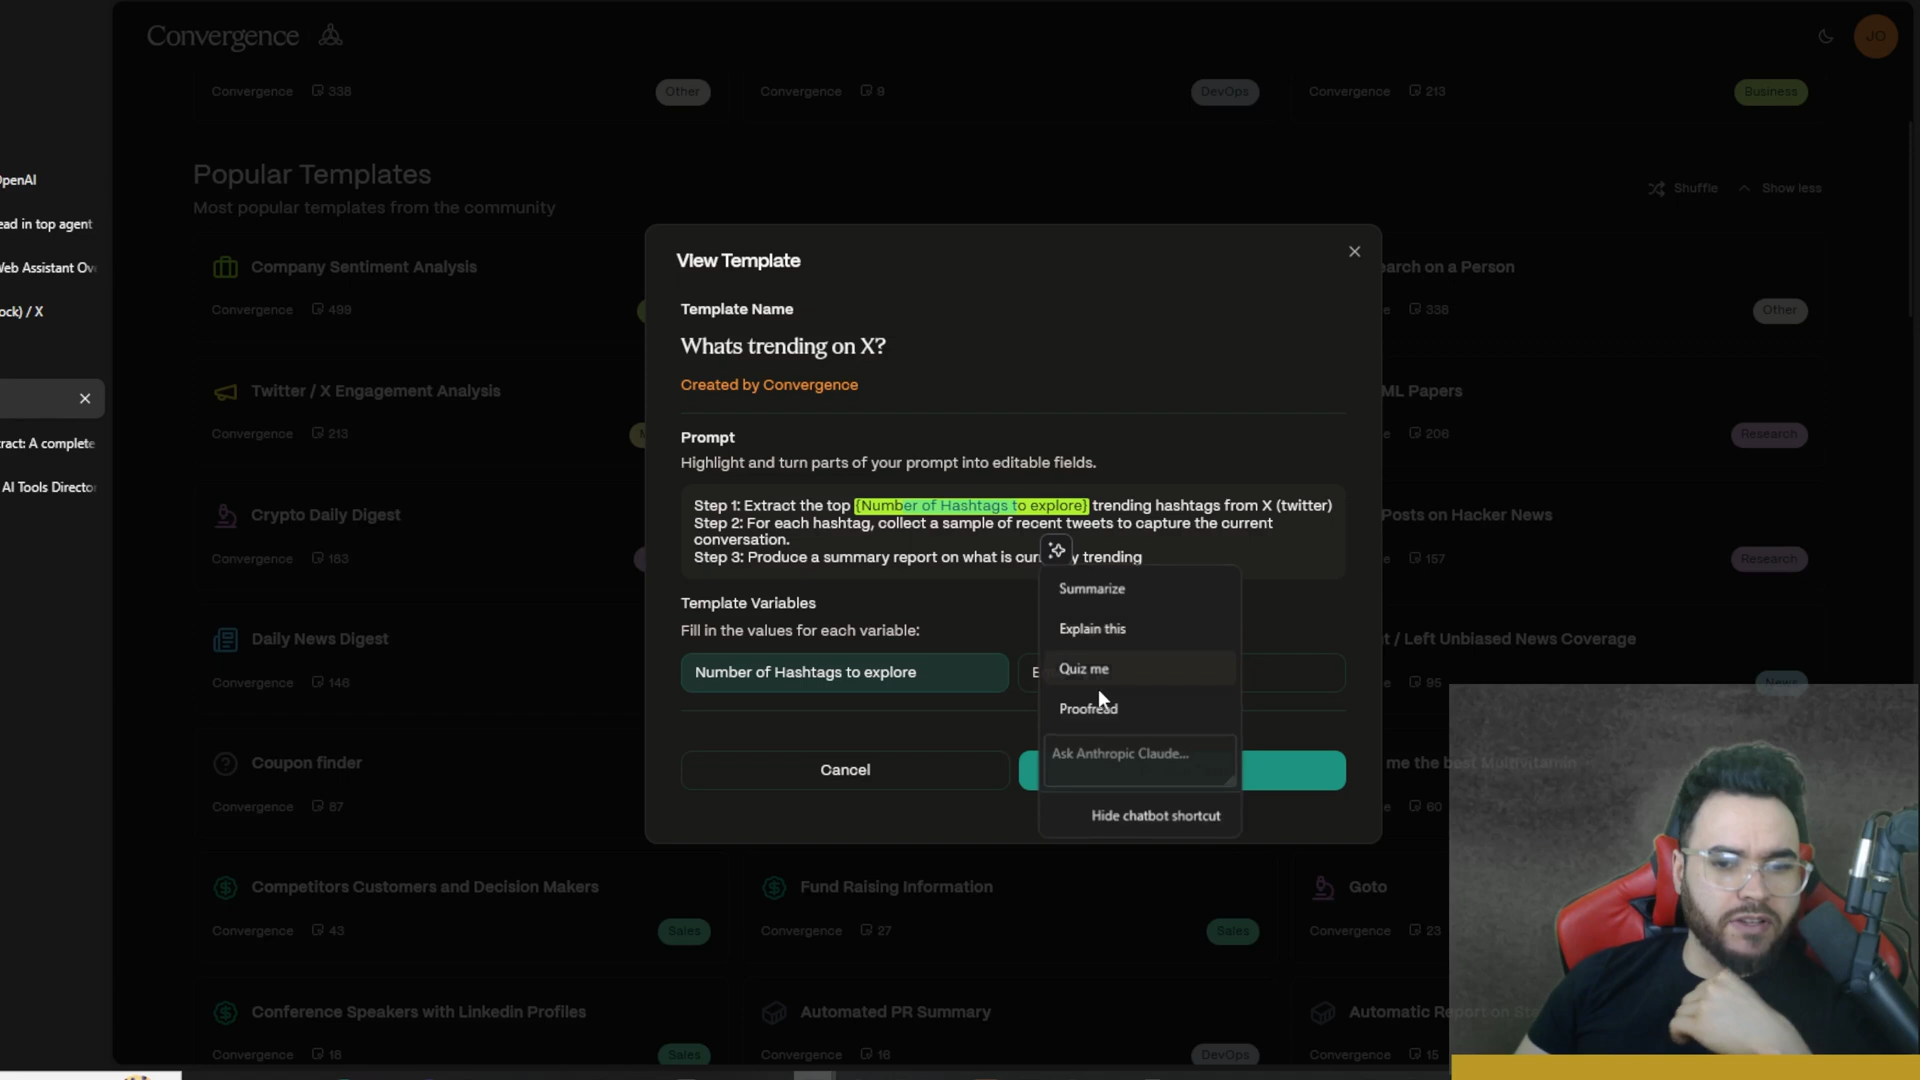 Convergence
JO
Convergence 338 Other
Convergence 9 DevOps
Convergence 213 Business
OpenAI
ead in top agent
Web Assistant Ov
ock) / X
ract: A complete
AI Tools Director
Popular Templates
Most popular templates from the community
Shuffle
Show less
Company Sentiment Analysis
Convergence 499
Twitter / X Engagement Analysis
Convergence 213
Crypto Daily Digest
Convergence 183
Daily News Digest
Convergence 146
Coupon finder
Convergence 87
View Template
Template Name
Whats trending on X?
Created by Convergence
Prompt
Highlight and turn parts of your prompt into editable fields.
Step 1: Extract the top {Number of Hashtags to explore} trending hashtags from X (twitter)
Step 2: For each hashtag, collect a sample of recent tweets to capture the current
conversation.
Step 3: Produce a summary report on what is cur y trending
Template Variables
Fill in the values for each variable:
Number of Hashtags to explore
E
Cancel
Summarize
Explain this
Quiz me
Proofread
Ask Anthropic Claude...
Hide chatbot shortcut
earch on a Person
e 338 Other
ML Papers
e 206 Research
Posts on Hacker News
e 157 Research
t / Left Unbiased News Coverage
e 95 News
me the best Multivitamin
e 60
Competitors Customers and Decision Makers
Convergence 43 Sales
Fund Raising Information
Convergence 27 Sales
Goto
Convergence 23
Conference Speakers with Linkedin Profiles
Convergence 18 Sales
Automated PR Summary
Convergence 16 DevOps
Automatic Report on Sta
Convergence 15